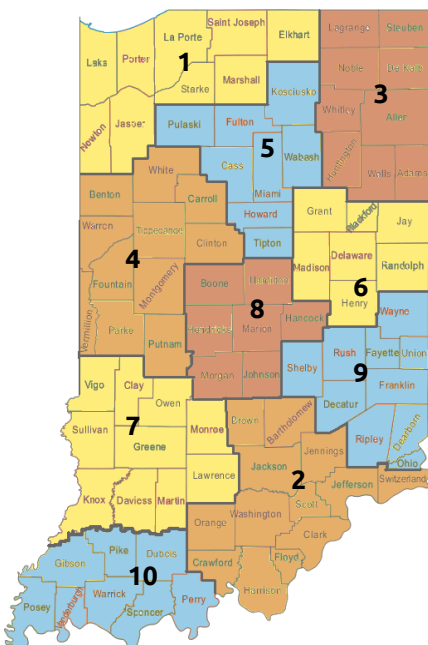 Saint Joseph
Lagrange
Steuben
La Porte
Elkhart
Laks
Porter
1
Noble
De Kalb
Starke
Marshall
Kosciusko
3
Newton
Jasper
Pulaski
Fulton
Whitley
Allen
5
Huntington
White
Cass
Wabash
Wells
Adams
Benton
Carroll
Miami
Howard
Grant
Blackford
Jay
Warren
Tippecanoe
Clinton
Tipton
4
Madison
Delaware
Randolph
Fountain
Montgomery
Boone
Hamilton
6
Henry
Vermillion
Parke
Putnam
8
Hendricks
Marion
Hancock
Wayne
Vigo
Clay
Owen
Morgan
Johnson
Shelby
Rush
Fayette
Union
9
Franklin
Sullivan
7
Monroe
Brown
Bartholomew
Decatur
Greene
Dearborn
Ripley
Ohio
Jennings
Lawrence
Jackson
2
Jefferson
Switzerland
Knox
Daviess
Martin
Orange
Washington
Scott
Clark
Pike
Dubois
Crawford
Floyd
Gibson
10
Harrison
Posey
Vanderburgh
Warrick
Spencer
Perry